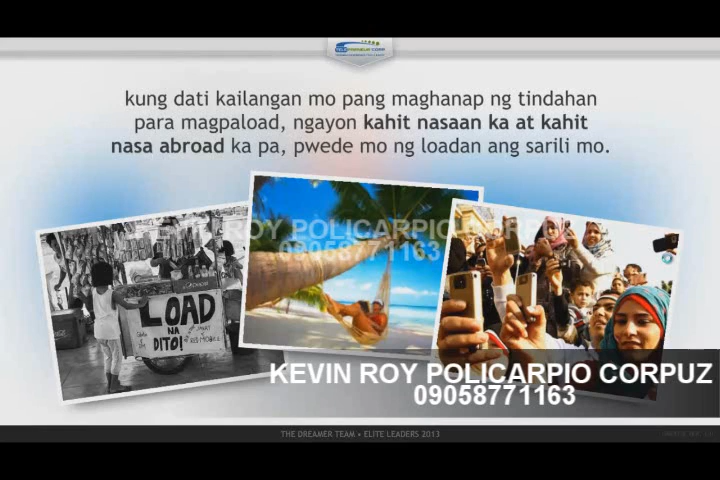 kung dati kailangan mo pang maghanap ng tindahan
para magpaload, ngayon kahit nasaan ka at kahit
nasa abroad ka pa, pwede mo ng loadan ang sarili mo.
ROY POLICARPIO
09058771163
LOAD
NA
DITO!
KEVIN ROY POLICARPIO CORPUZ
09058771163
THE DREAMER TEAM • ELITE LEADERS 2013